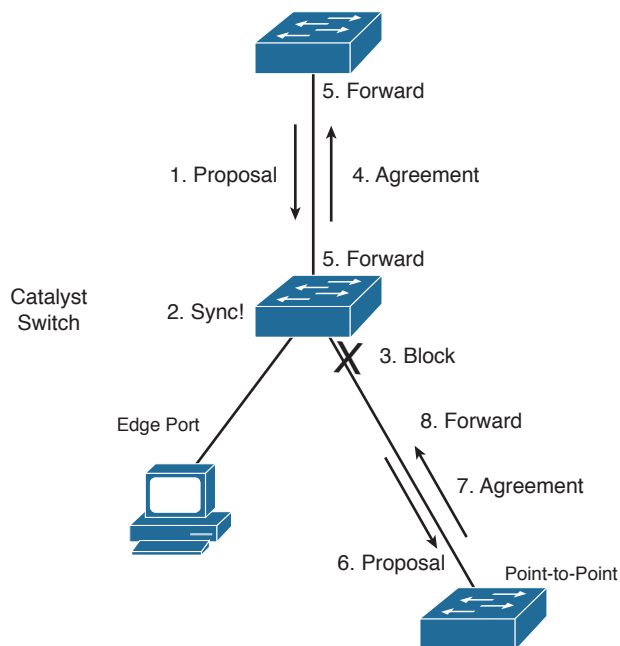 5. Forward
1. Proposal
4. Agreement
5. Forward
Catalyst
Switch
2. Sync!
3. Block
Edge Port
8. Forward
7. Agreement
6. Proposal
Point-to-Point